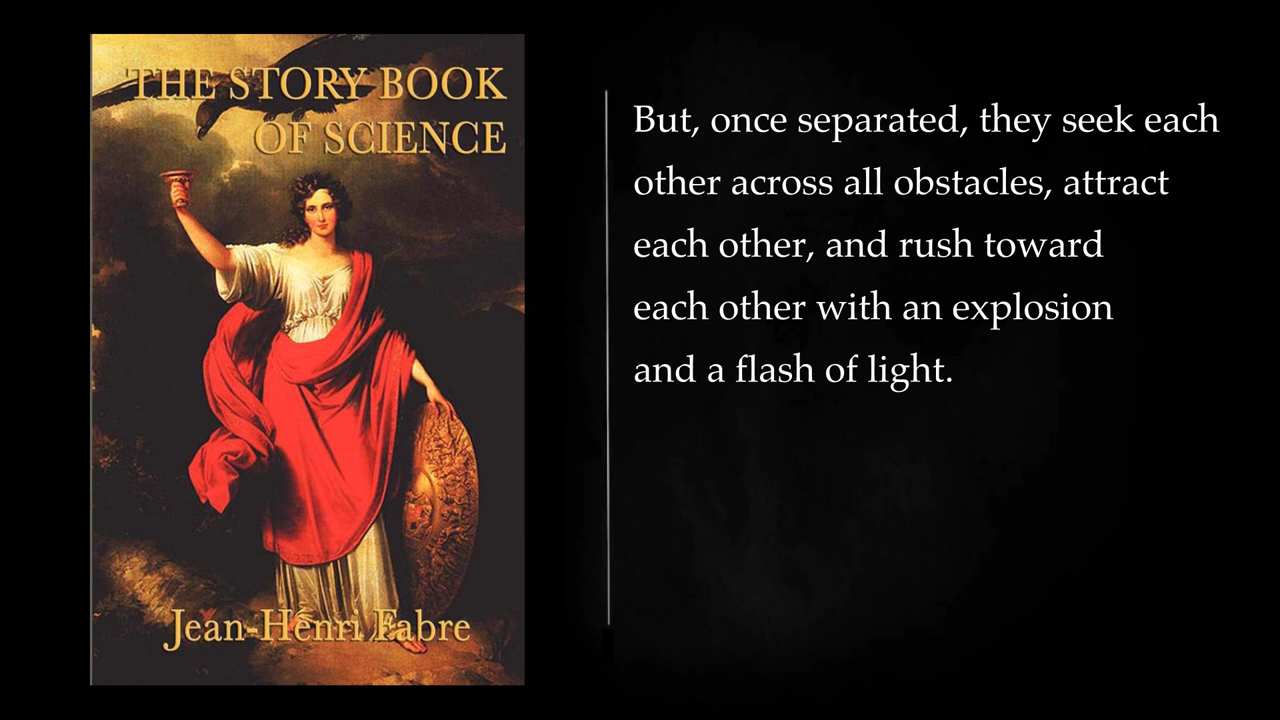 THE STORY BOOK
OF SCIENCE
Jean-Henri Fabre
But, once separated, they seek each
other across all obstacles, attract
each other, and rush toward
each other with an explosion
and a flash of light.